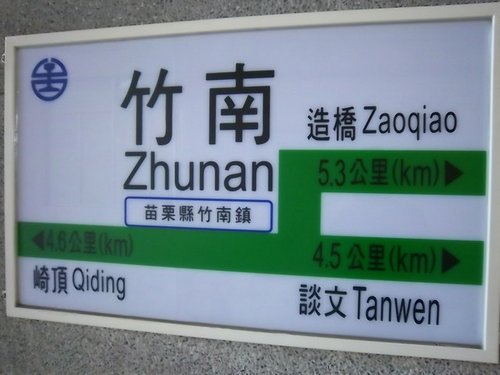 竹南
Zhunan
苗栗縣竹南鎮
造橋 Zaoqiao
5.3公里(km)▶
◀4.6公里(km)
4.5公里(km)▶
崎頂 Qiding
談文 Tanwen